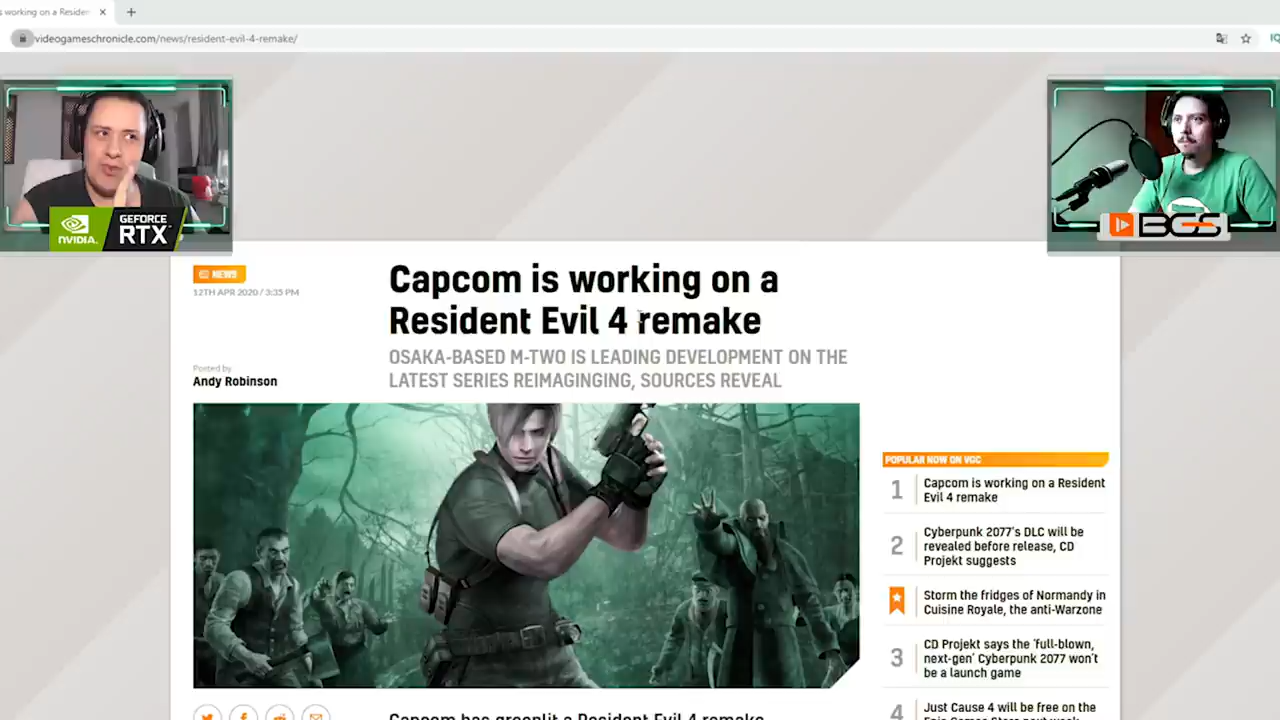 s working on a Residen
videogameschronicle.com/news/resident-evil-4-remake/
NVIDIA.
GEFORCE
RTX
BGS
NEWS
12TH APR 2020 / 3:35 PM
Capcom is working on a
Resident Evil 4 remake
OSAKA-BASED M-TWO IS LEADING DEVELOPMENT ON THE
LATEST SERIES REIMAGINGING, SOURCES REVEAL
Posted by
Andy Robinson
POPULAR NOW ON VGC
1
Capcom is working on a Resident
Evil 4 remake
2
Cyberpunk 2077's DLC will be
revealed before release, CD
Projekt suggests
Storm the fridges of Normandy in
Cuisine Royale, the anti-Warzone
3
CD Projekt says the 'full-blown,
next-gen' Cyberpunk 2077 won't
be a launch game
4
Just Cause 4 will be free on the
Epic Games Store next week
Capcom has greenlit a Resident Evil 4 remake